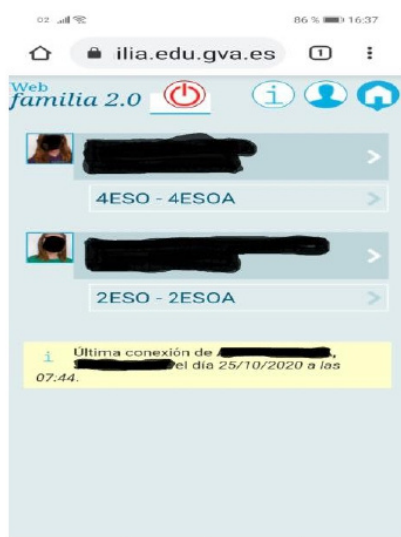 02 86 % 16:37
ilia.edu.gva.es 1
Web
familia 2.0 i
4ESO - 4ESOA
2ESO - 2ESOA
i Última conexión de
el día 25/10/2020 a las
07:44.